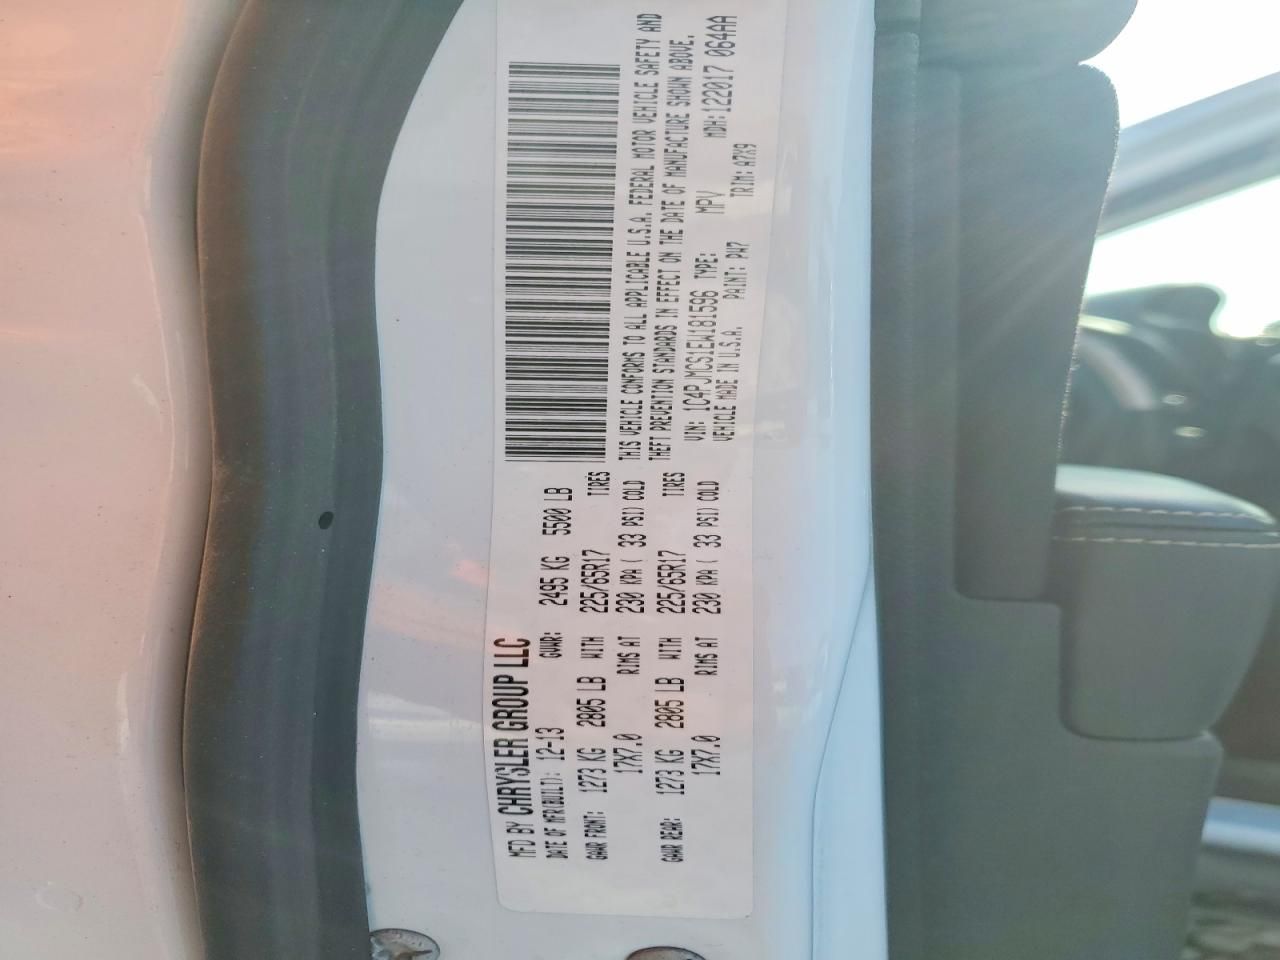 MFD BY CHRYSLER GROUP LLC
DATE OF MFR(BUILT): 12-13 GVWR: 2495 KG 5500 LB
GAWR FRONT: 1273 KG 2805 LB WITH 225/65R17 TIRES
17X7.0 RIMS AT 230 KPA( 33 PSI) COLD
GAWR REAR: 1273 KG 2805 LB WITH 225/65R17 TIRES
17X7.0 RIMS AT 230 KPA( 33 PSI) COLD
THIS VEHICLE CONFORMS TO ALL APPLICABLE U.S.A. FEDERAL MOTOR VEHICLE SAFETY AND
THEFT PREVENTION STANDARDS IN EFFECT ON THE DATE OF MANUFACTURE SHOWN ABOVE.
VIN: 1C4PJMCS1EW181596 TYPE: MPV MDH:122017 064AA
VEHICLE MADE IN U.S.A. PAINT: PW7 TRIM: A7X9